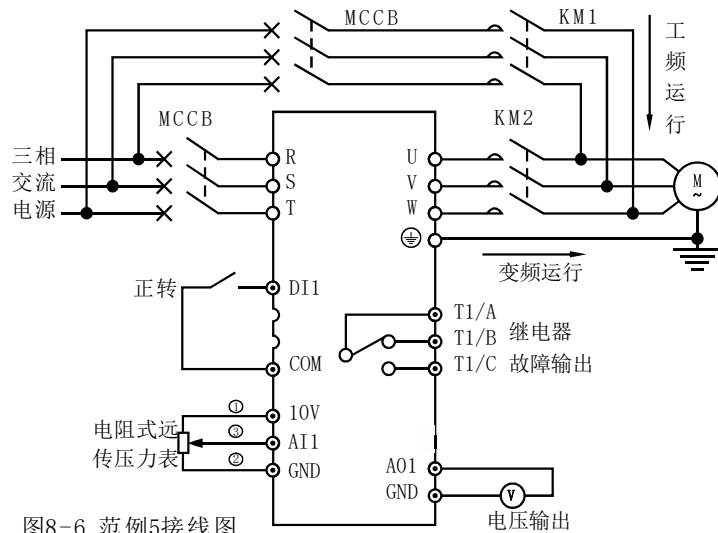 MCCB KM1
工频运行
MCCB KM2
三相 R U
交流 S V M
~
电源 T W
变频运行
正转 DI1
T1/A
T1/B 继电器
COM T1/C 故障输出
① 10V
电阻式远 ③ AI1
传压力表 ② GND
AO1
GND V
电压输出
图8-6 范例5接线图